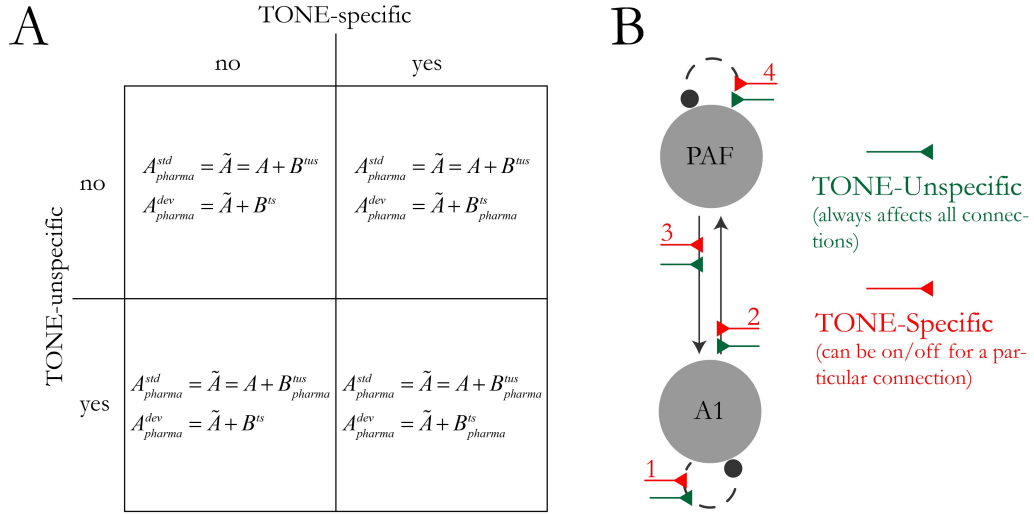 A
TONE-specific
no
yes
TONE-unspecific
no
A^{std}_{pharma} = Ã = A + B^{tus}
A^{dev}_{pharma} = Ã + B^{ts}
A^{std}_{pharma} = Ã = A + B^{tus}
A^{dev}_{pharma} = Ã + B^{ts}_{pharma}
yes
A^{std}_{pharma} = Ã = A + B^{tus}_{pharma}
A^{dev}_{pharma} = Ã + B^{ts}
A^{std}_{pharma} = Ã = A + B^{tus}_{pharma}
A^{dev}_{pharma} = Ã + B^{ts}_{pharma}
B
4
PAF
3
2
A1
1
TONE-Unspecific
(always affects all connec-
tions)
TONE-Specific
(can be on/off for a par-
ticular connection)